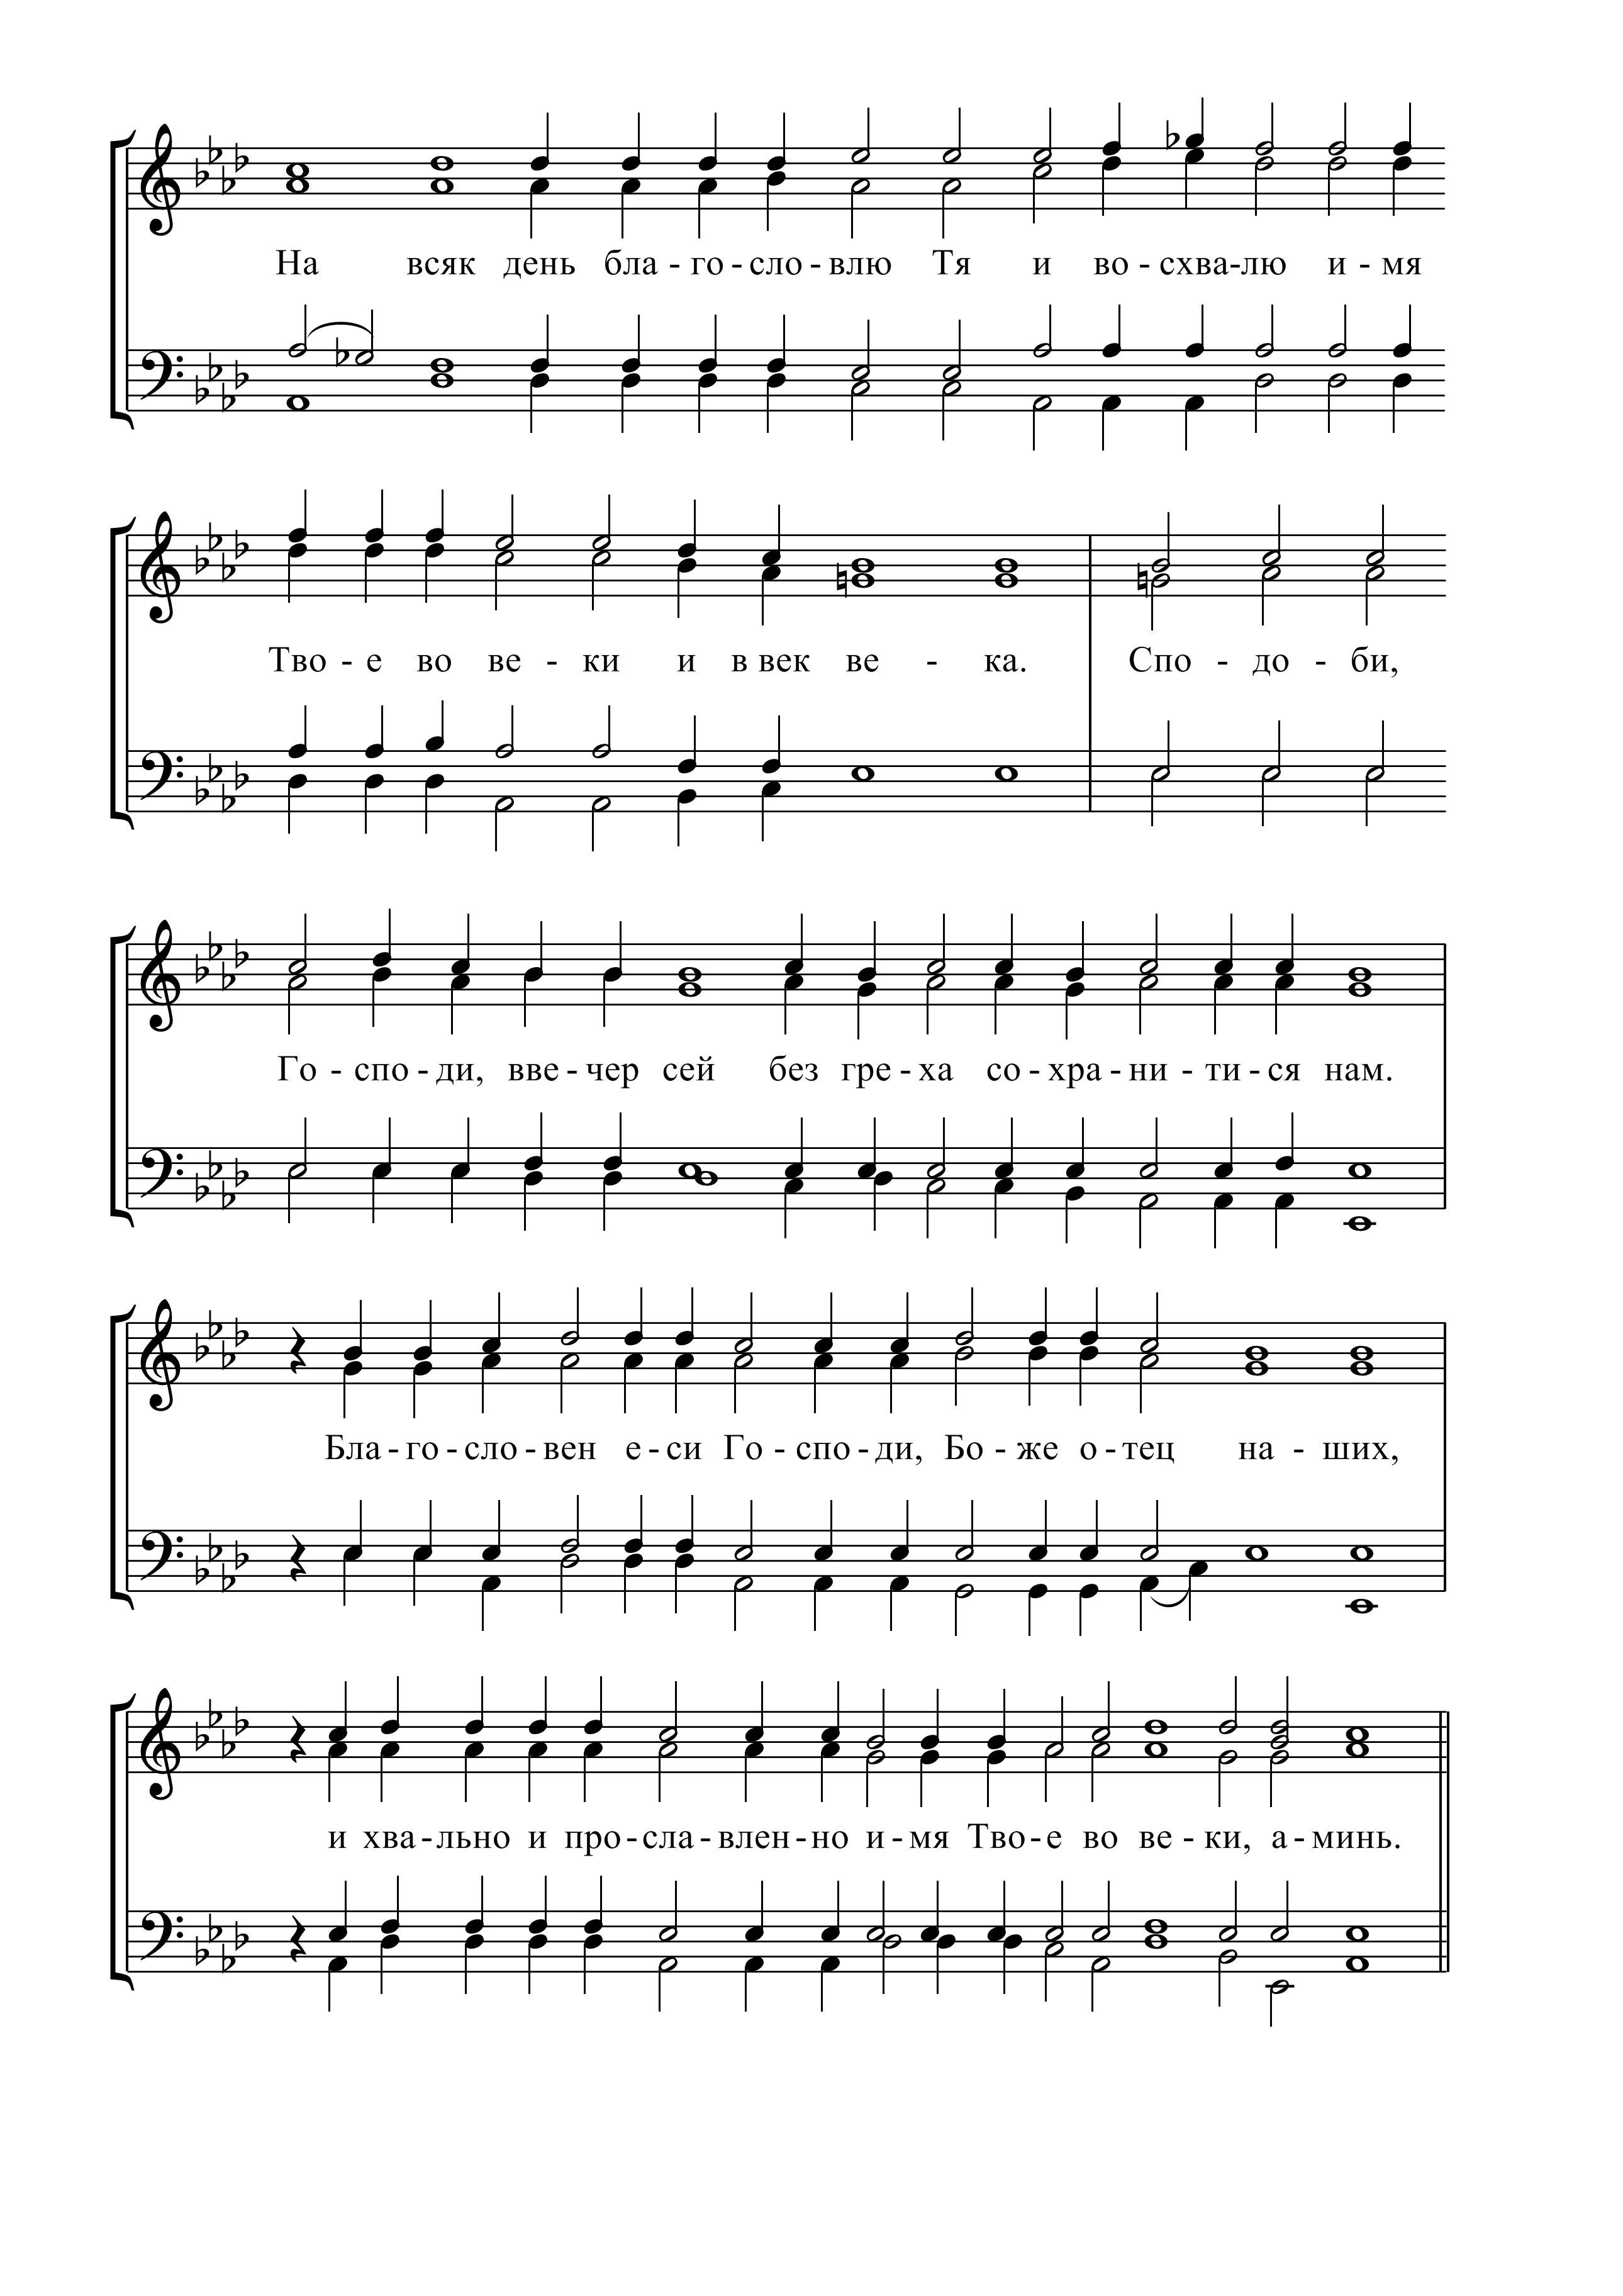 На всяк день бла - го - сло - влю Тя и во - схва - лю и - мя
Тво - е во ве - ки и в век ве - ка. Спо - до - би,
Го - спо - ди, вве - чер сей без гре - ха со - хра - ни - ти - ся нам.
Бла - го - сло - вен е - си Го - спо - ди, Бо - же о - тец на - ших,
и хва - льно и про - сла - влен - но и - мя Тво - е во ве - ки, а - минь.